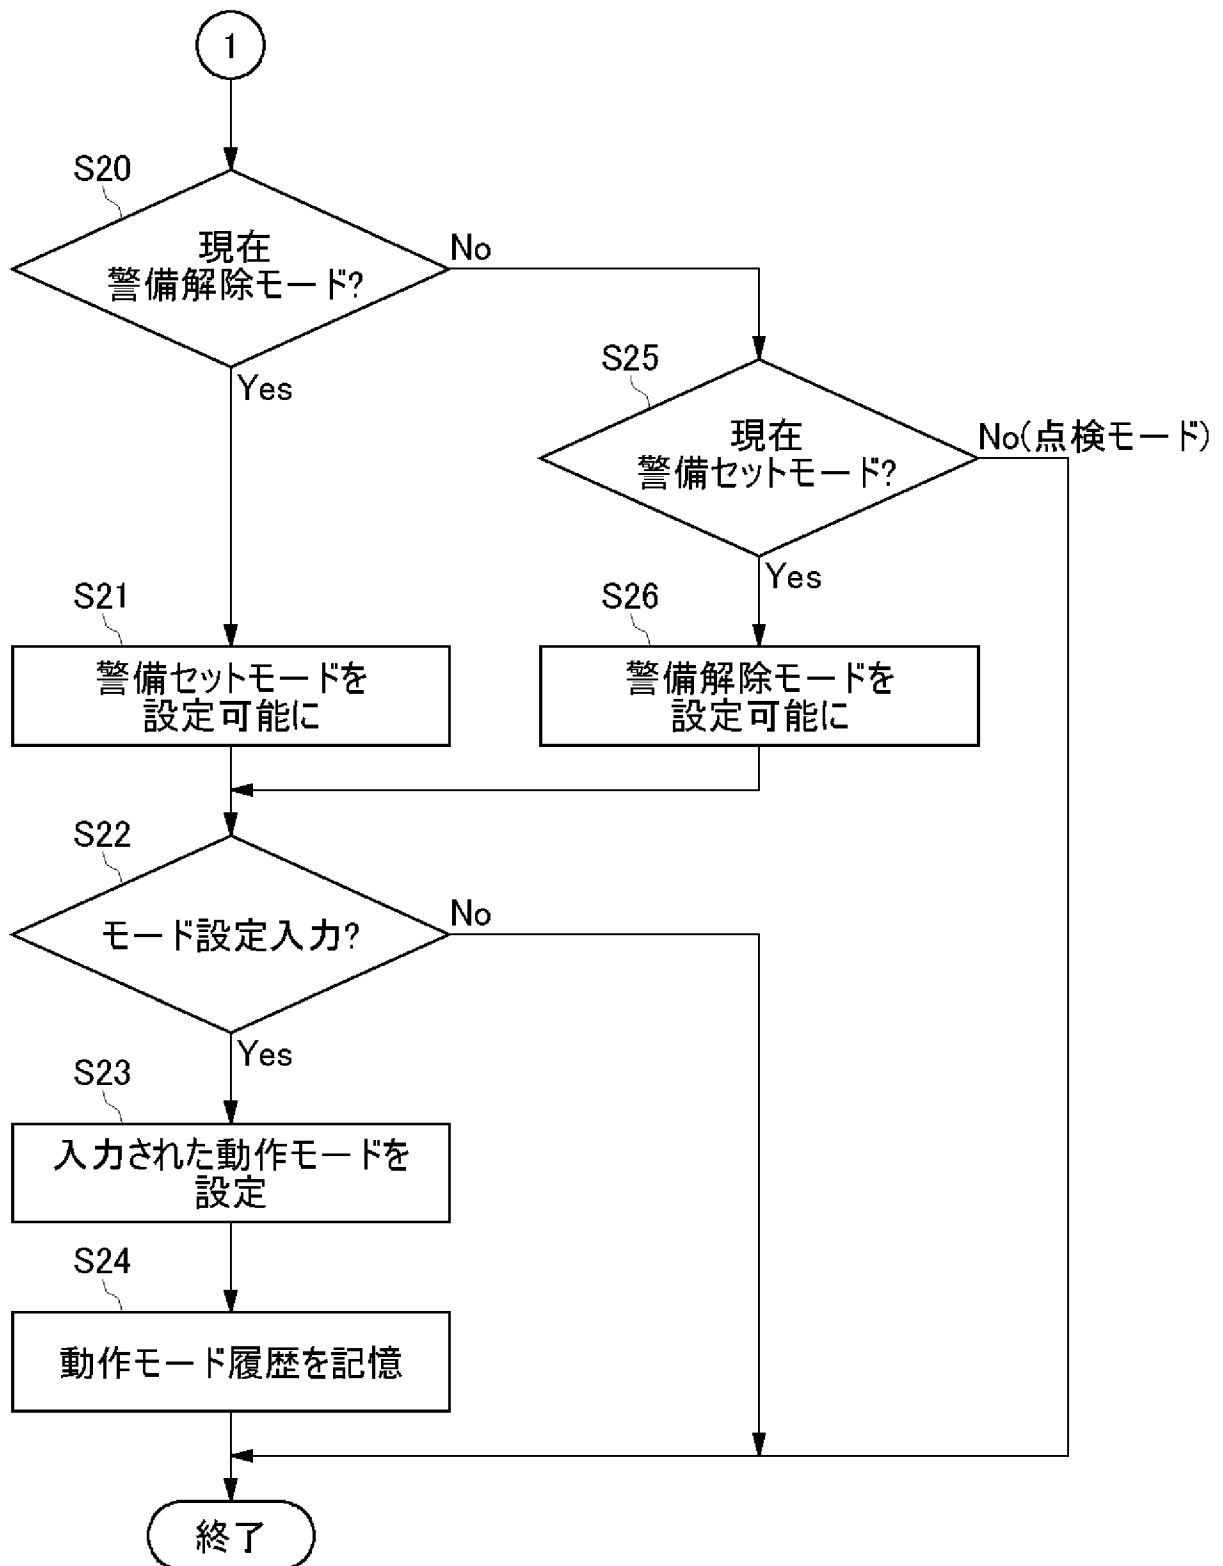 1
S20
現在
警備解除モード?
No
Yes
S25
現在
警備セットモード?
No(点検モード)
Yes
S21
警備セットモードを
設定可能に
S26
警備解除モードを
設定可能に
S22
モード設定入力?
No
Yes
S23
入力された動作モードを
設定
S24
動作モード履歴を記憶
終了